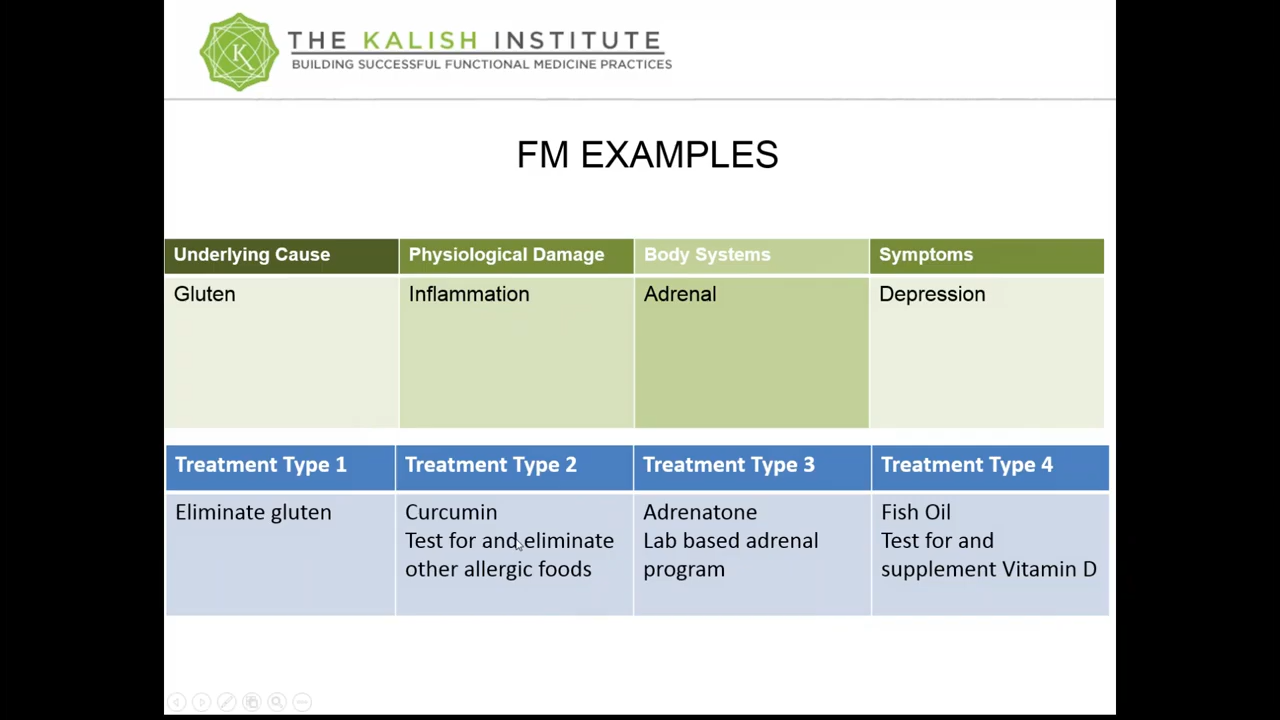 THE KALISH INSTITUTE
BUILDING SUCCESSFUL FUNCTIONAL MEDICINE PRACTICES
K
FM EXAMPLES
Underlying Cause Physiological Damage Body Systems Symptoms
Gluten Inflammation Adrenal Depression
Treatment Type 1 Treatment Type 2 Treatment Type 3 Treatment Type 4
Eliminate gluten Curcumin Adrenatone Fish Oil
Test for and eliminate Lab based adrenal Test for and
other allergic foods program supplement Vitamin D